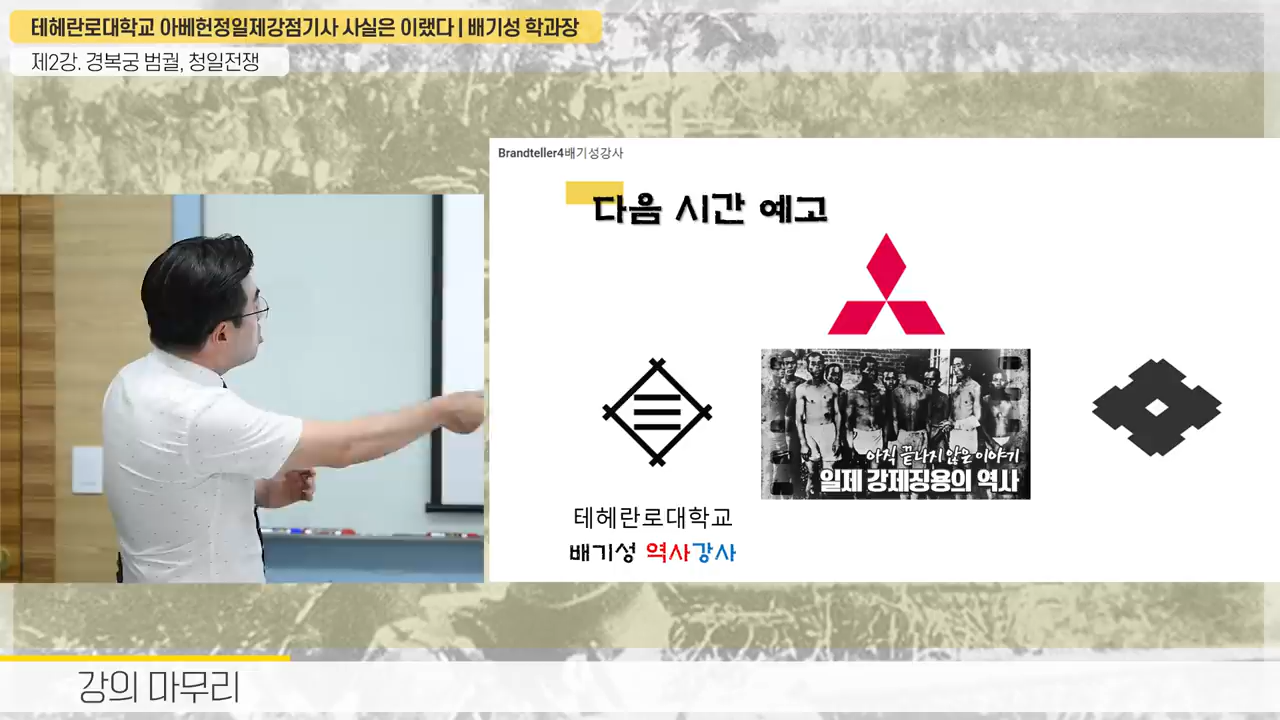 테헤란로대학교 아베헌정일제강점기사 사실은 이랬다 | 배기성 학과장
제2강. 경복궁 범궐, 청일전쟁
Brandteller4배기성강사
다음 시간 예고
아직 끝나지 않은 이야기
일제 강제징용의 역사
테헤란로대학교
배기성 역사강사
강의 마무리